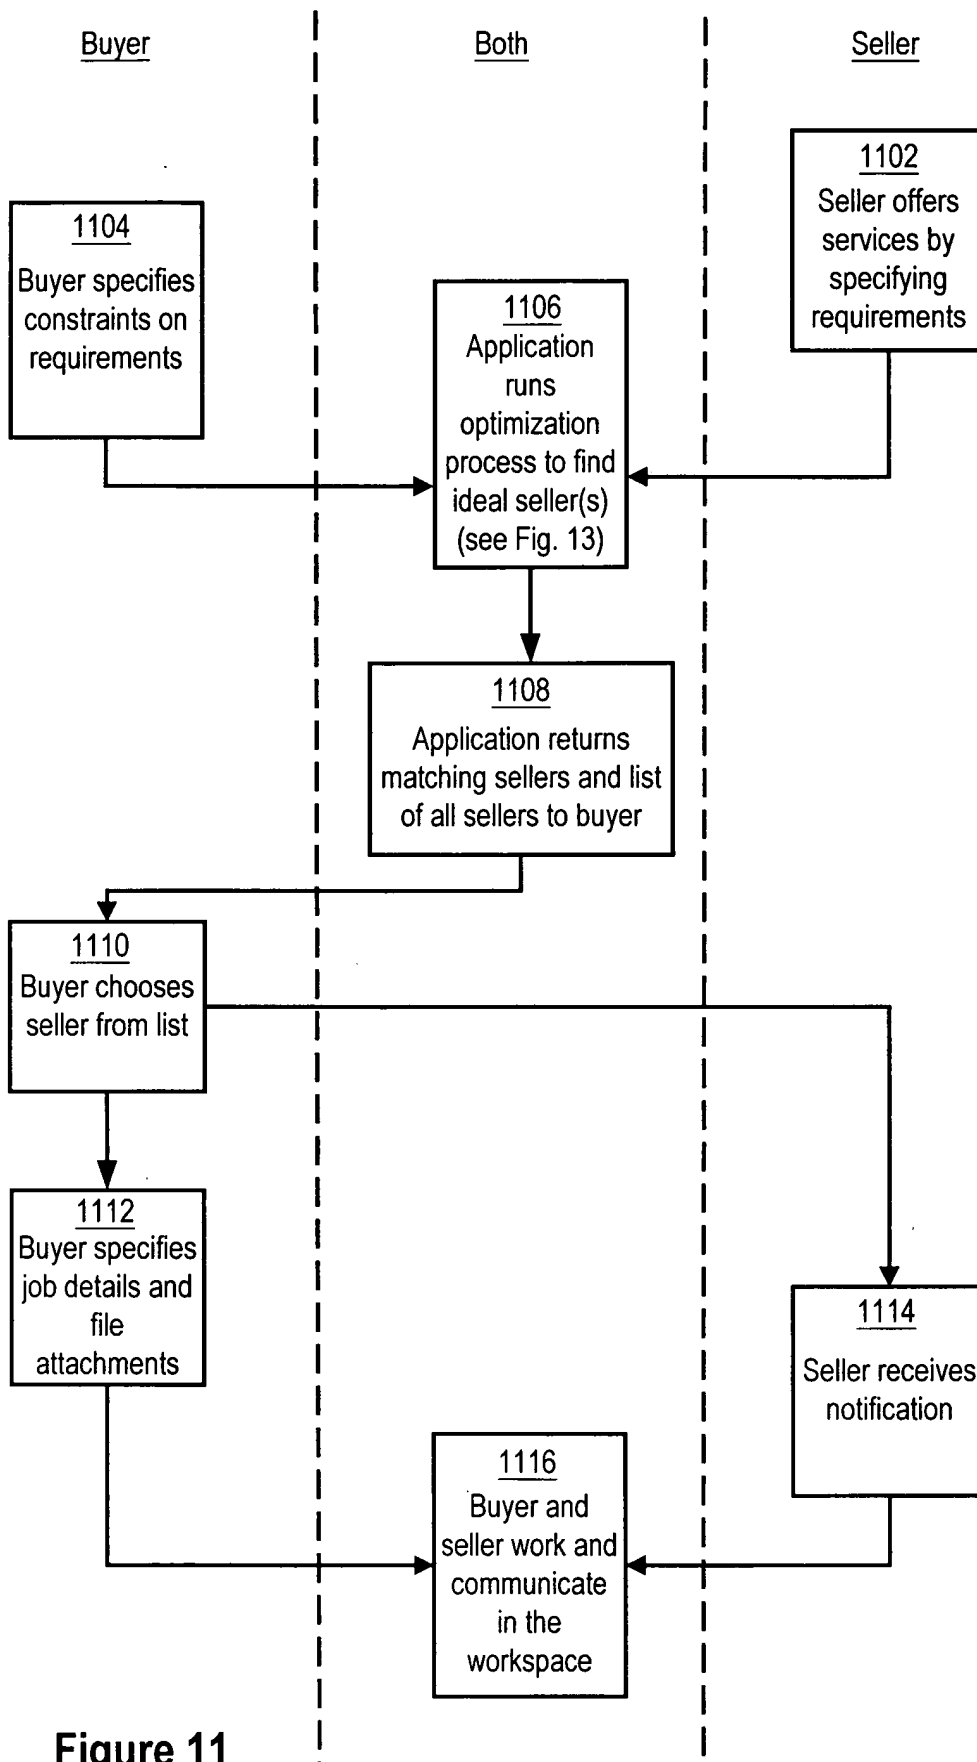 Buyer
Both
Seller
1102
Seller offers
services by
specifying
requirements
1104
Buyer specifies
constraints on
requirements
1106
Application
runs
optimization
process to find
ideal seller(s)
(see Fig. 13)
1108
Application returns
matching sellers and list
of all sellers to buyer
1110
Buyer chooses
seller from list
1112
Buyer specifies
job details and
file
attachments
1114
Seller receives
notification
1116
Buyer and
seller work and
communicate
in the
workspace
Figure 11